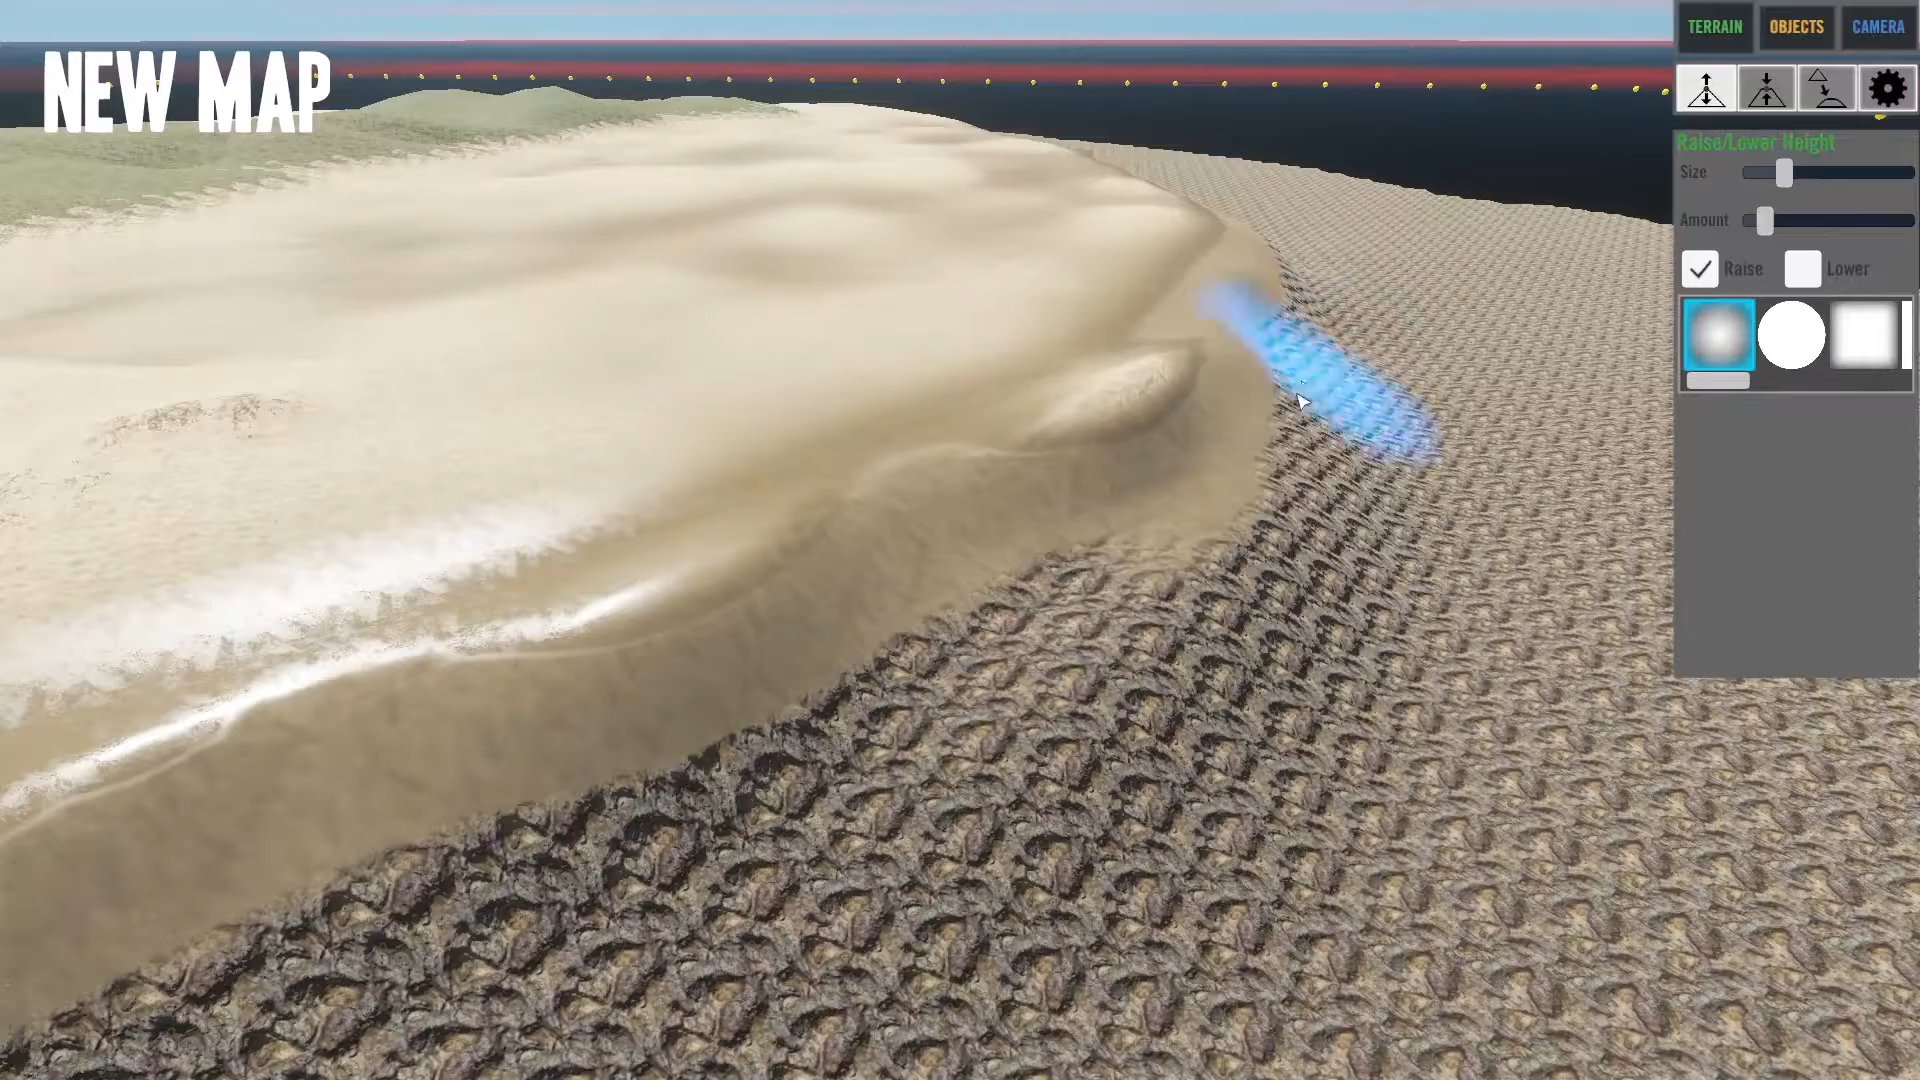 NEW MAP
TERRAIN OBJECTS CAMERA
Raise/Lower Height
Size
Amount
Raise Lower